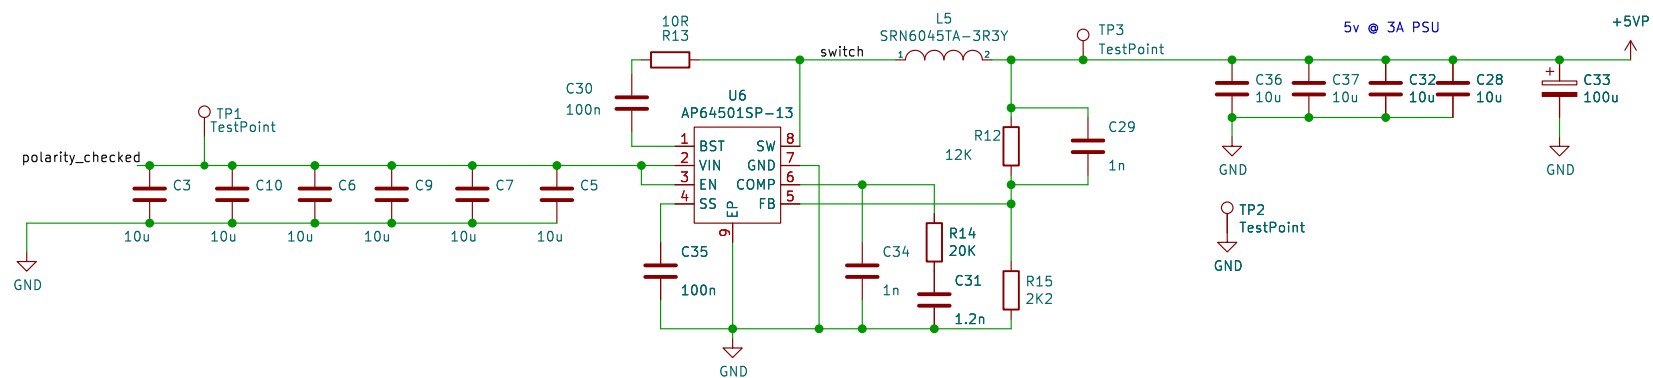 10R
R13
L5
SRN6045TA-3R3Y
1
2
switch
TP3
TestPoint
5v @ 3A PSU
+5VP
C30
100n
U6
AP64501SP-13
C36
10u
C37
10u
C32
10u
C28
10u
+
C33
100u
TP1
TestPoint
polarity_checked
1
BST
2
VIN
3
EN
4
SS
SW
8
GND
7
COMP
6
FB
5
EP
9
R12
12K
C29
1n
GND
GND
C3
10u
C10
10u
C6
10u
C9
10u
C7
10u
C5
10u
GND
TP2
TestPoint
GND
C35
100n
C34
1n
R14
20K
C31
1.2n
R15
2K2
GND